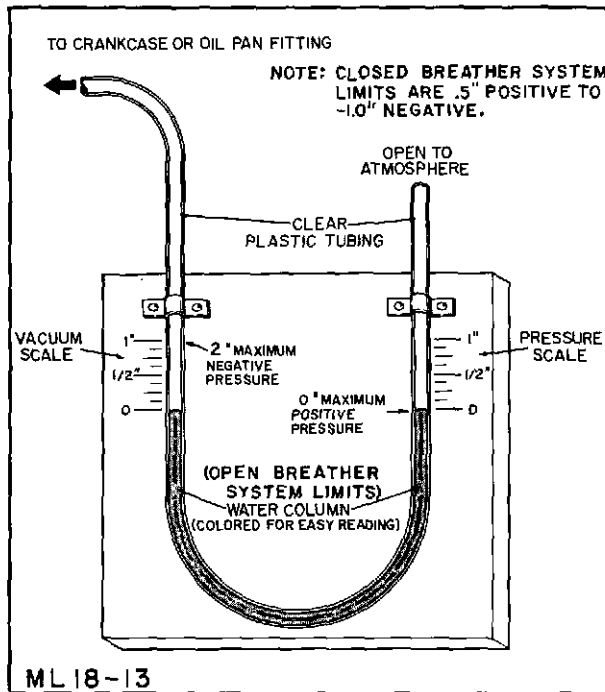 TO CRANKCASE OR OIL PAN FITTING
NOTE: CLOSED BREATHER SYSTEM
LIMITS ARE .5" POSITIVE TO
-1.0" NEGATIVE.
OPEN TO
ATMOSPHERE
CLEAR
PLASTIC TUBING
VACUUM
SCALE
1"
1/2"
0
2" MAXIMUM
NEGATIVE
PRESSURE
0" MAXIMUM
POSITIVE
PRESSURE
1"
1/2"
0
PRESSURE
SCALE
(OPEN BREATHER
SYSTEM LIMITS)
WATER COLUMN
(COLORED FOR EASY READING)
ML18-13